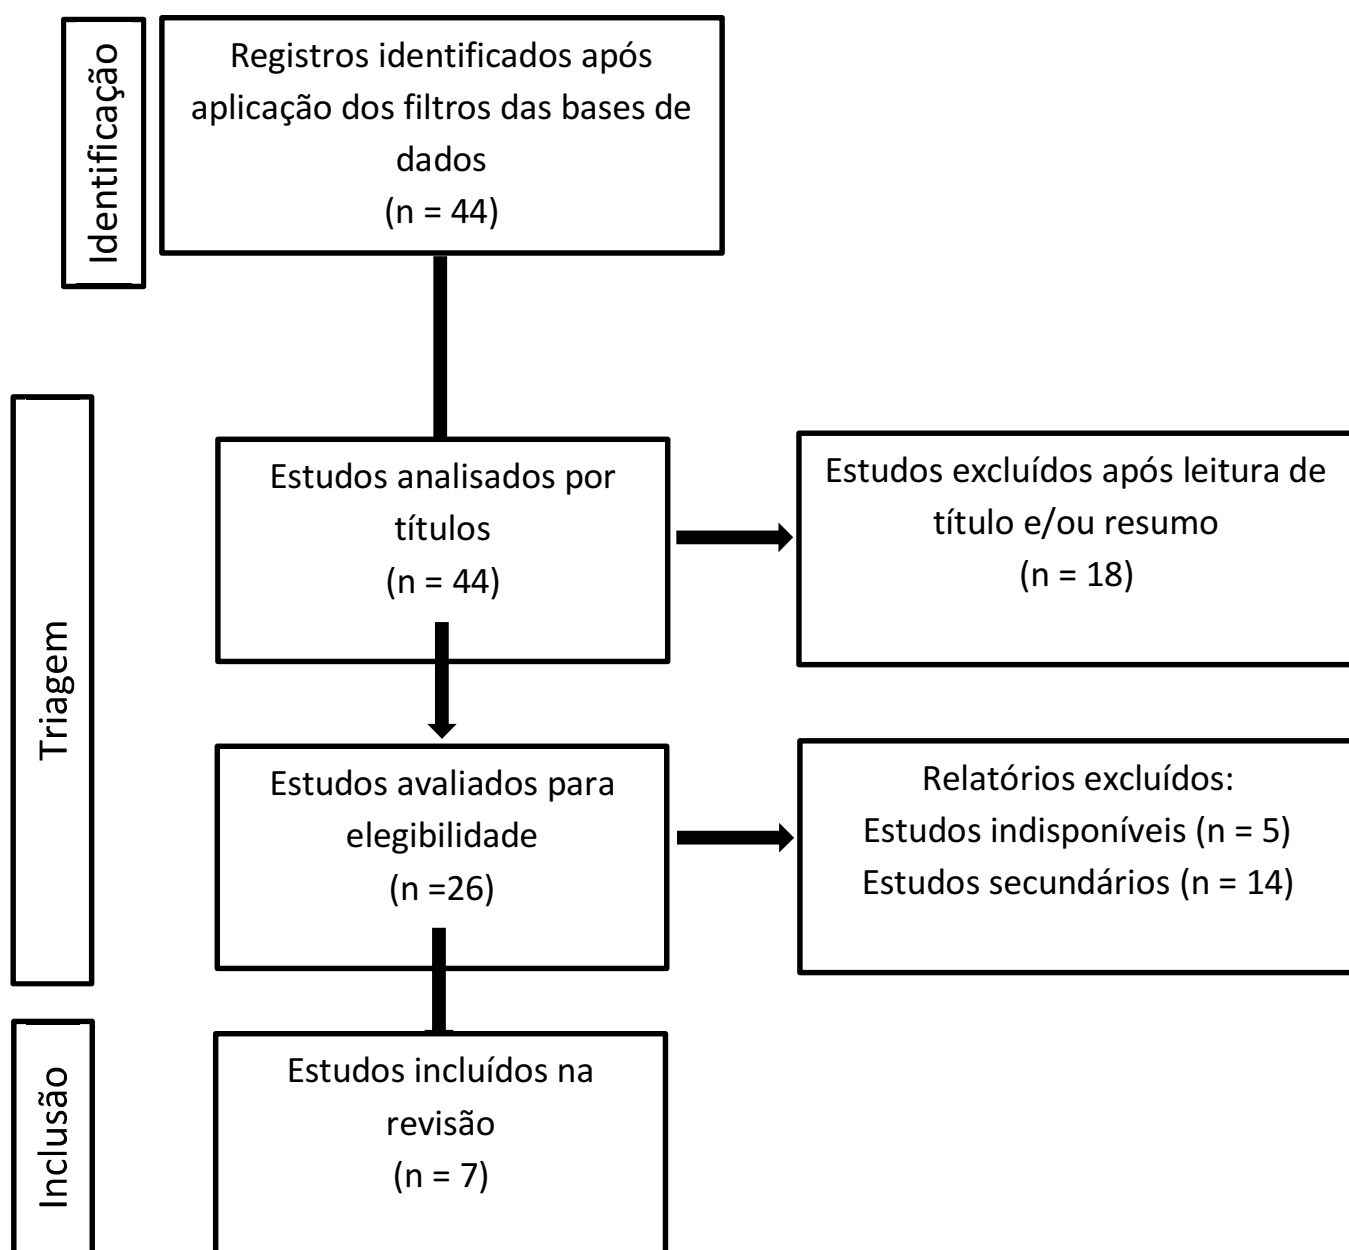 Identificação
Registros identificados após
aplicação dos filtros das bases de
dados
(n = 44)
Triagem
Estudos analisados por
títulos
(n = 44)
Estudos excluídos após leitura de
título e/ou resumo
(n = 18)
Estudos avaliados para
elegibilidade
(n =26)
Relatórios excluídos:
Estudos indisponíveis (n = 5)
Estudos secundários (n = 14)
Inclusão
Estudos incluídos na
revisão
(n = 7)